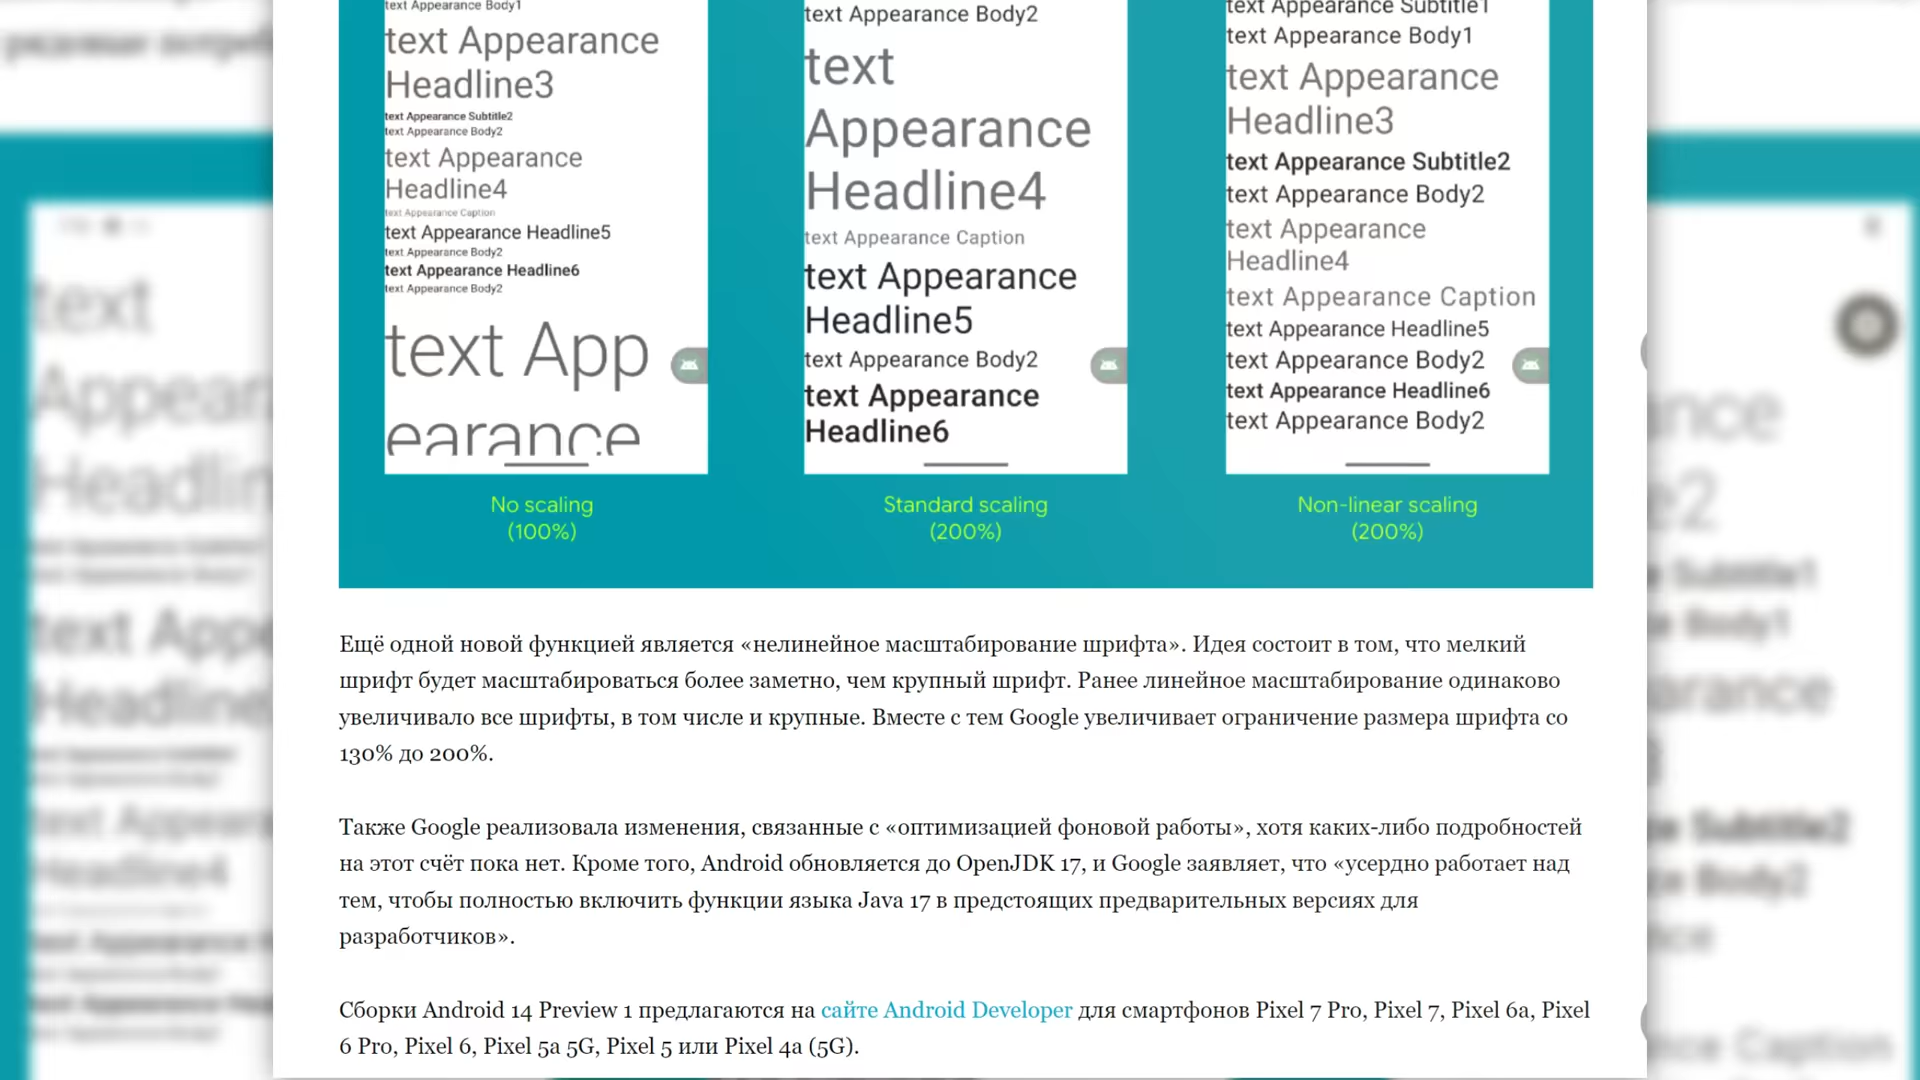 text Appearance Body1
text Appearance
Headline3
text Appearance Subtitle2
text Appearance Body2
text Appearance
Headline4
text Appearance Caption
text Appearance Headline5
text Appearance Body2
text Appearance Headline6
text Appearance Body2
text App
earance
No scaling
(100%)
text Appearance Body2
text
Appearance
Headline4
text Appearance Caption
text Appearance
Headline5
text Appearance Body2
text Appearance
Headline6
Standard scaling
(200%)
text Appearance Subtitle1
text Appearance Body1
text Appearance
Headline3
text Appearance Subtitle2
text Appearance Body2
text Appearance
Headline4
text Appearance Caption
text Appearance Headline5
text Appearance Body2
text Appearance Headline6
text Appearance Body2
Non-linear scaling
(200%)
Ещё одной новой функцией является «нелинейное масштабирование шрифта». Идея состоит в том, что мелкий
шрифт будет масштабироваться более заметно, чем крупный шрифт. Ранее линейное масштабирование одинаково
увеличивало все шрифты, в том числе и крупные. Вместе с тем Google увеличивает ограничение размера шрифта со
130% до 200%.
Также Google реализовала изменения, связанные с «оптимизацией фоновой работы», хотя каких-либо подробностей
на этот счёт пока нет. Кроме того, Android обновляется до OpenJDK 17, и Google заявляет, что «усердно работает над
тем, чтобы полностью включить функции языка Java 17 в предстоящих предварительных версиях для
разработчиков».
Сборки Android 14 Preview 1 предлагаются на сайте Android Developer для смартфонов Pixel 7 Pro, Pixel 7, Pixel 6a, Pixel
6 Pro, Pixel 6, Pixel 5a 5G, Pixel 5 или Pixel 4a (5G).